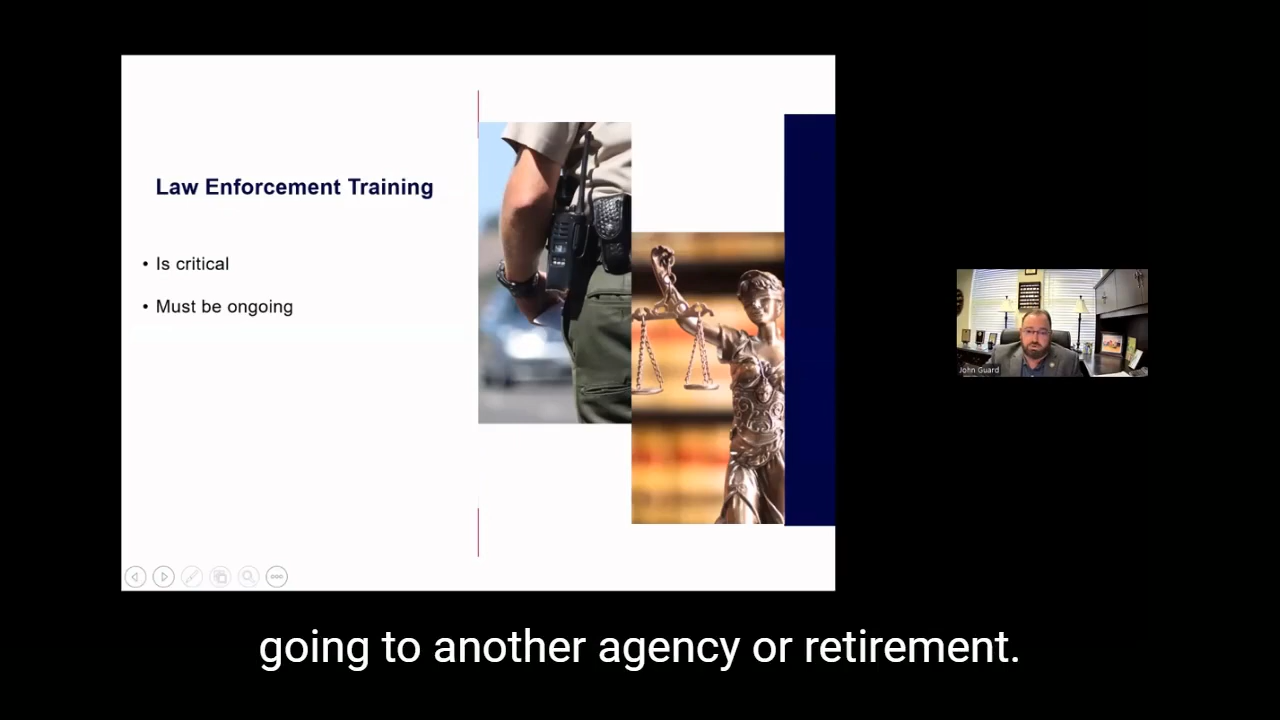 Law Enforcement Training
• Is critical
• Must be ongoing
John Guard
going to another agency or retirement.